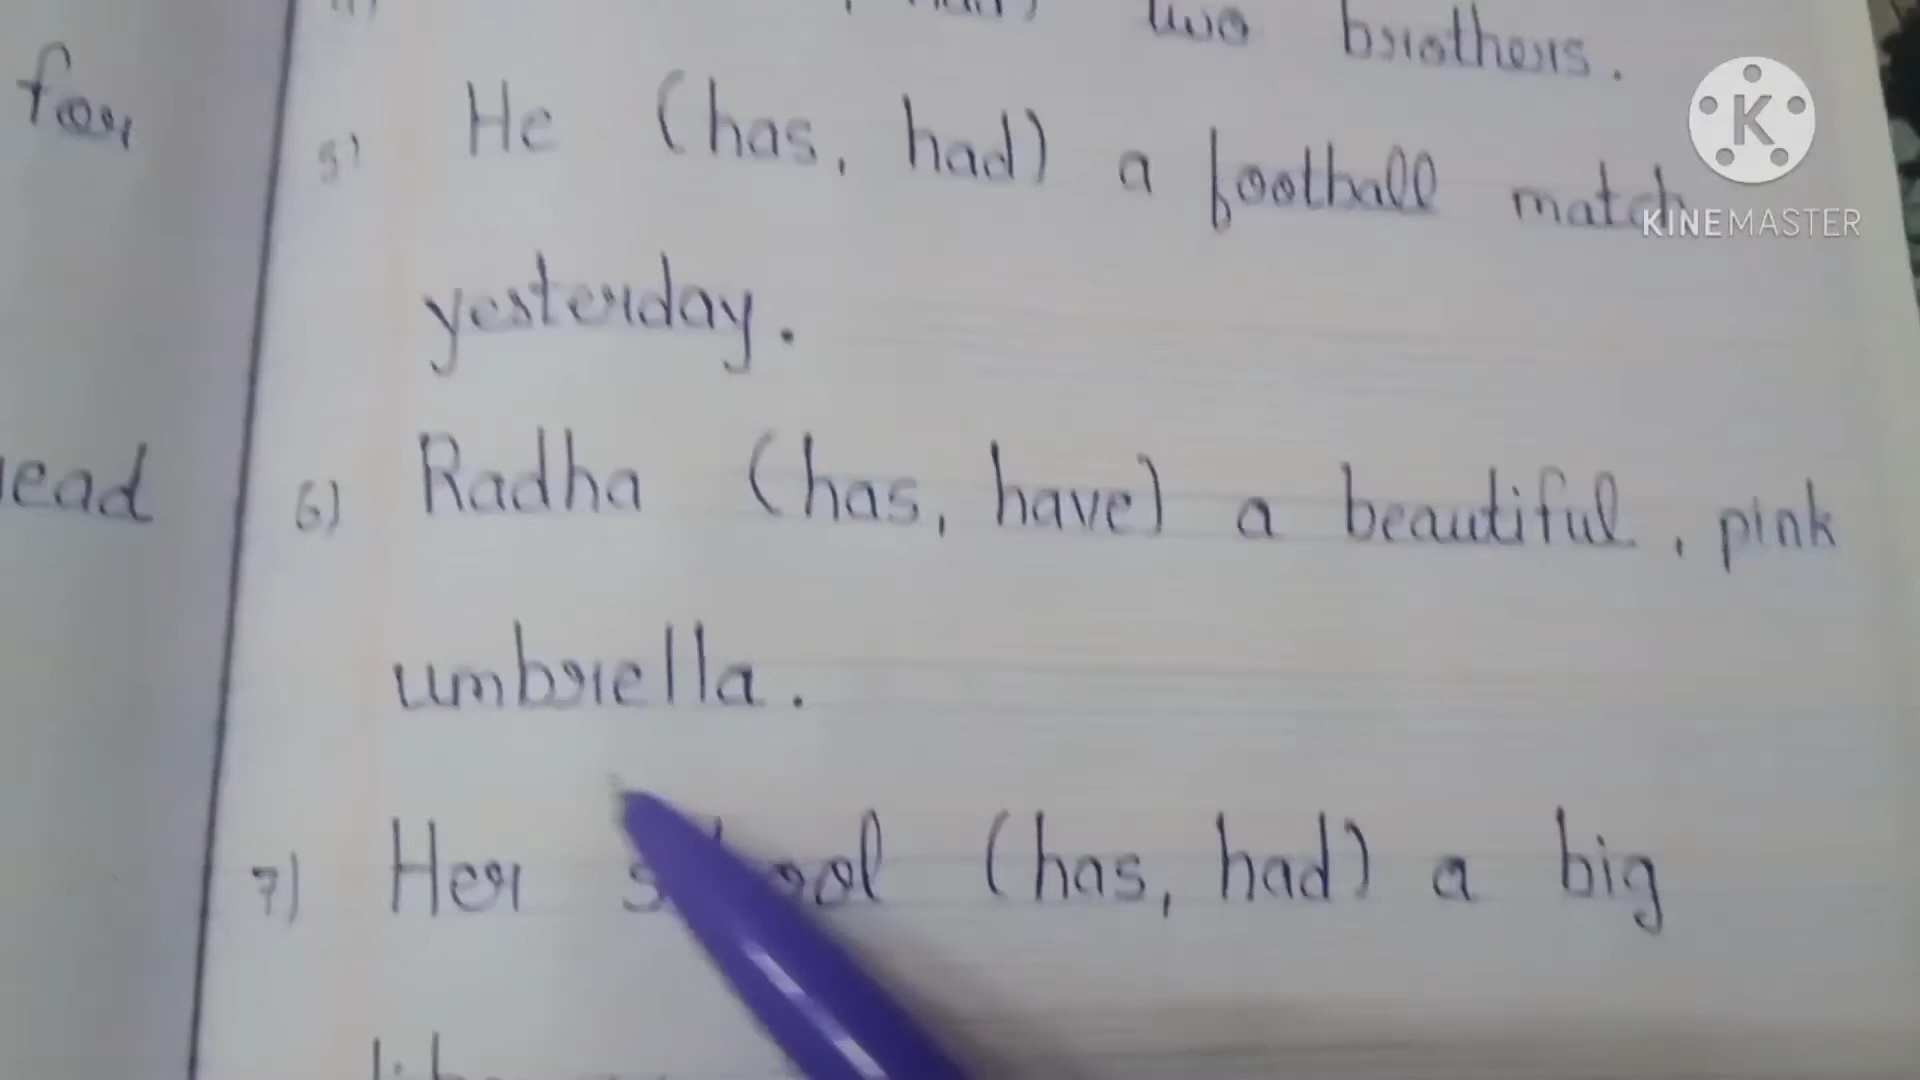 two brothers.
for
5) He (has, had) a football match
KINEMASTER
yesterday.
6) Radha (has, have) a beautiful, pink
umbrella.
7) Her (has, had) a big